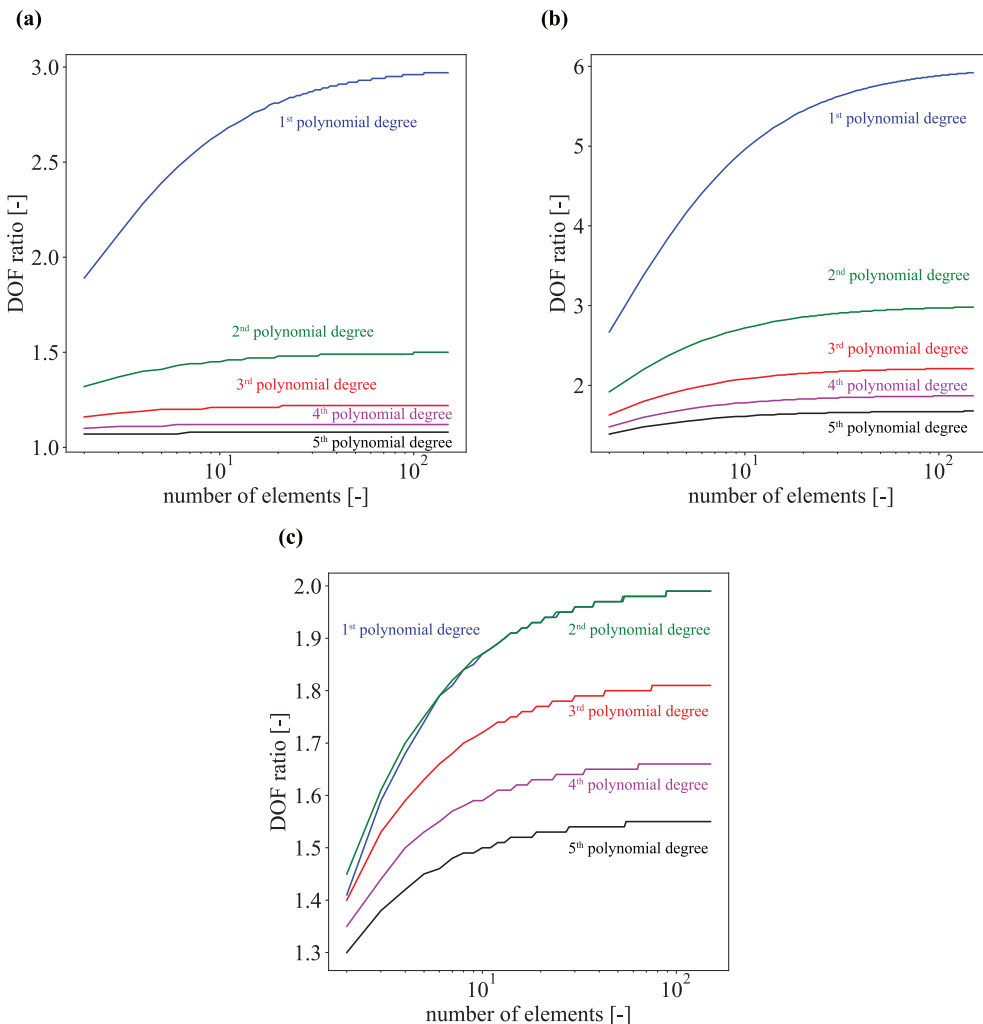 (a)
3.0
2.5
2.0
1.5
1.0
DOF ratio [-]
1st polynomial degree
2nd polynomial degree
3rd polynomial degree
4th polynomial degree
5th polynomial degree
10^1
10^2
number of elements [-]
(b)
6
5
4
3
2
DOF ratio [-]
1st polynomial degree
2nd polynomial degree
3rd polynomial degree
4th polynomial degree
5th polynomial degree
10^1
10^2
number of elements [-]
(c)
2.0
1.9
1.8
1.7
1.6
1.5
1.4
1.3
DOF ratio [-]
1st polynomial degree
2nd polynomial degree
3rd polynomial degree
4th polynomial degree
5th polynomial degree
10^1
10^2
number of elements [-]